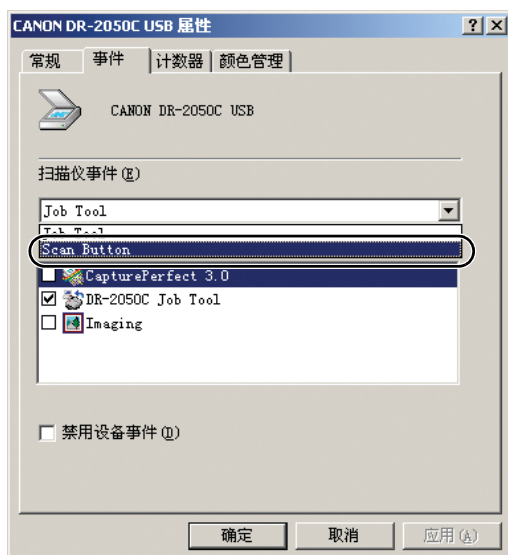 CANON DR-2050C USB 属性
常规 事件 计数器 颜色管理
CANON DR-2050C USB
扫描仪事件(E)
Job Tool
Job Tool
Scan Button
CapturePerfect 3.0
DR-2050C Job Tool
Imaging
禁用设备事件(D)
确定 取消 应用(A)